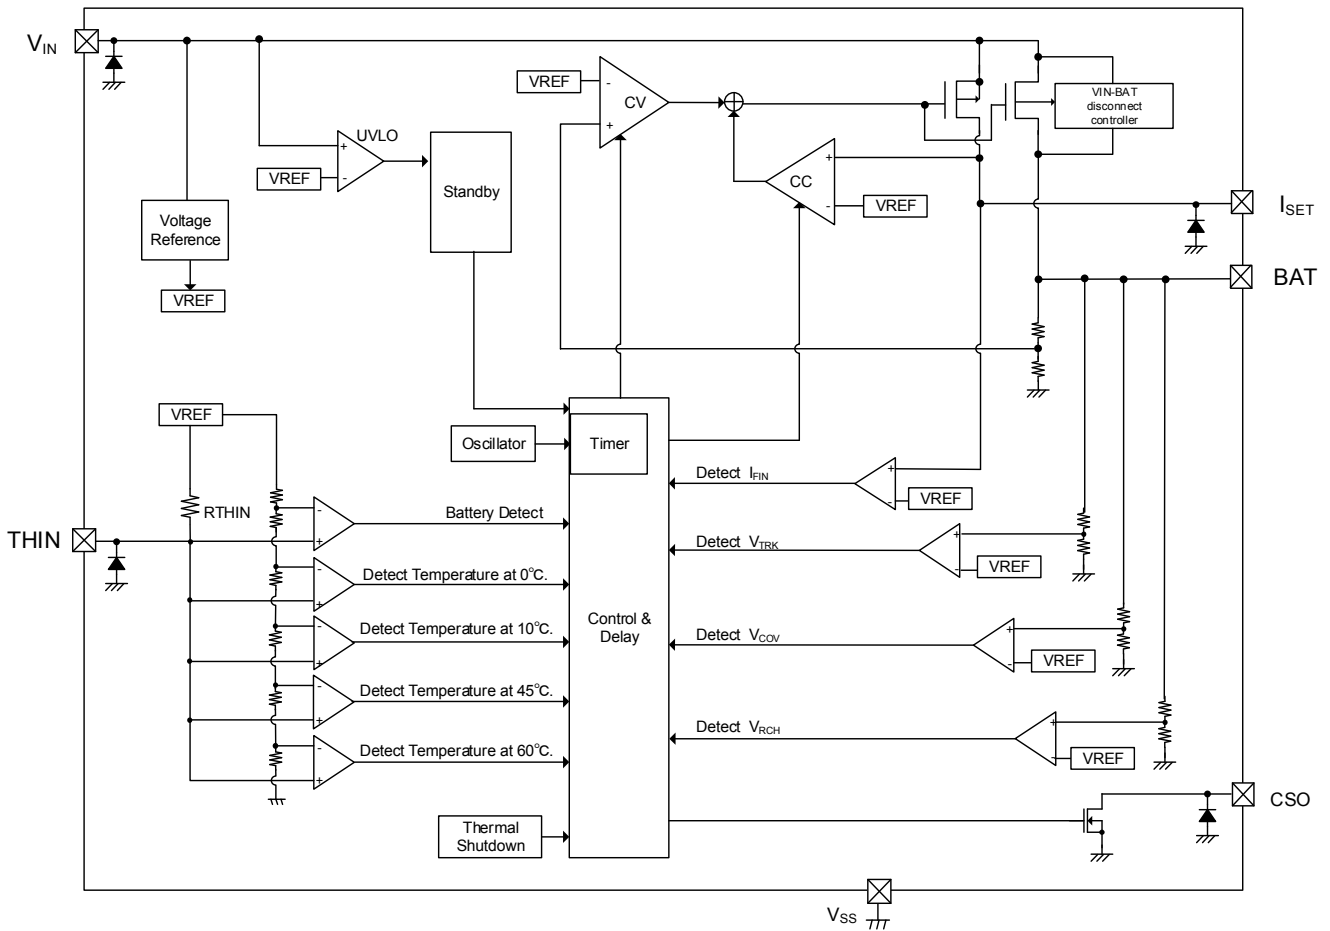 VIN
VREF
-
CV
+
VIN-BAT
disconnect
controller
UVLO
+
VREF
-
Standby
+
CC
-
VREF
ISET
Voltage
Reference
VREF
BAT
VREF
Oscillator
Timer
Detect IFIN
+
-
VREF
RTHIN
THIN
-
+
Battery Detect
Detect VTRK
+
-
VREF
-
+
Detect Temperature at 0°C.
Control &
Delay
-
+
Detect Temperature at 10°C.
Detect VCOV
+
-
VREF
-
+
Detect Temperature at 45°C.
Detect VRCH
+
-
VREF
-
+
Detect Temperature at 60°C.
CSO
Thermal
Shutdown
VSS